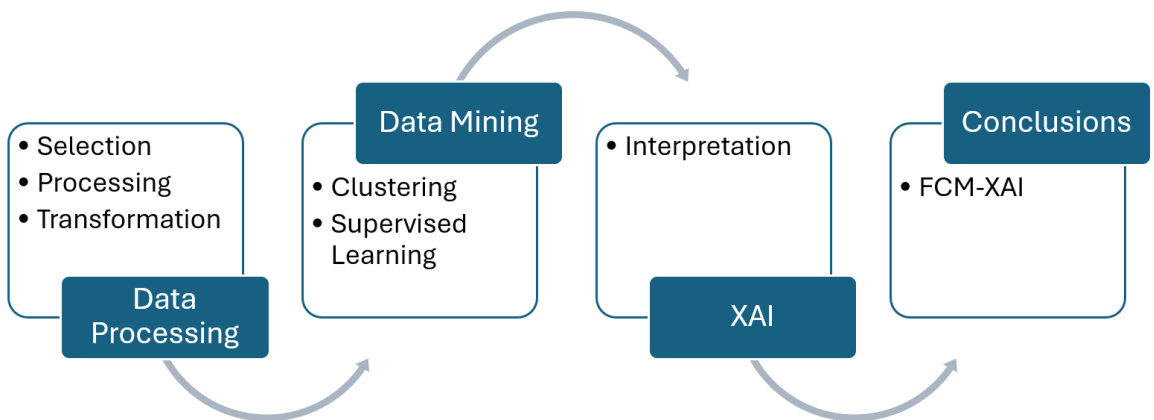 • Selection
• Processing
• Transformation
Data
Processing
Data Mining
• Clustering
• Supervised
Learning
• Interpretation
XAI
Conclusions
• FCM-XAI